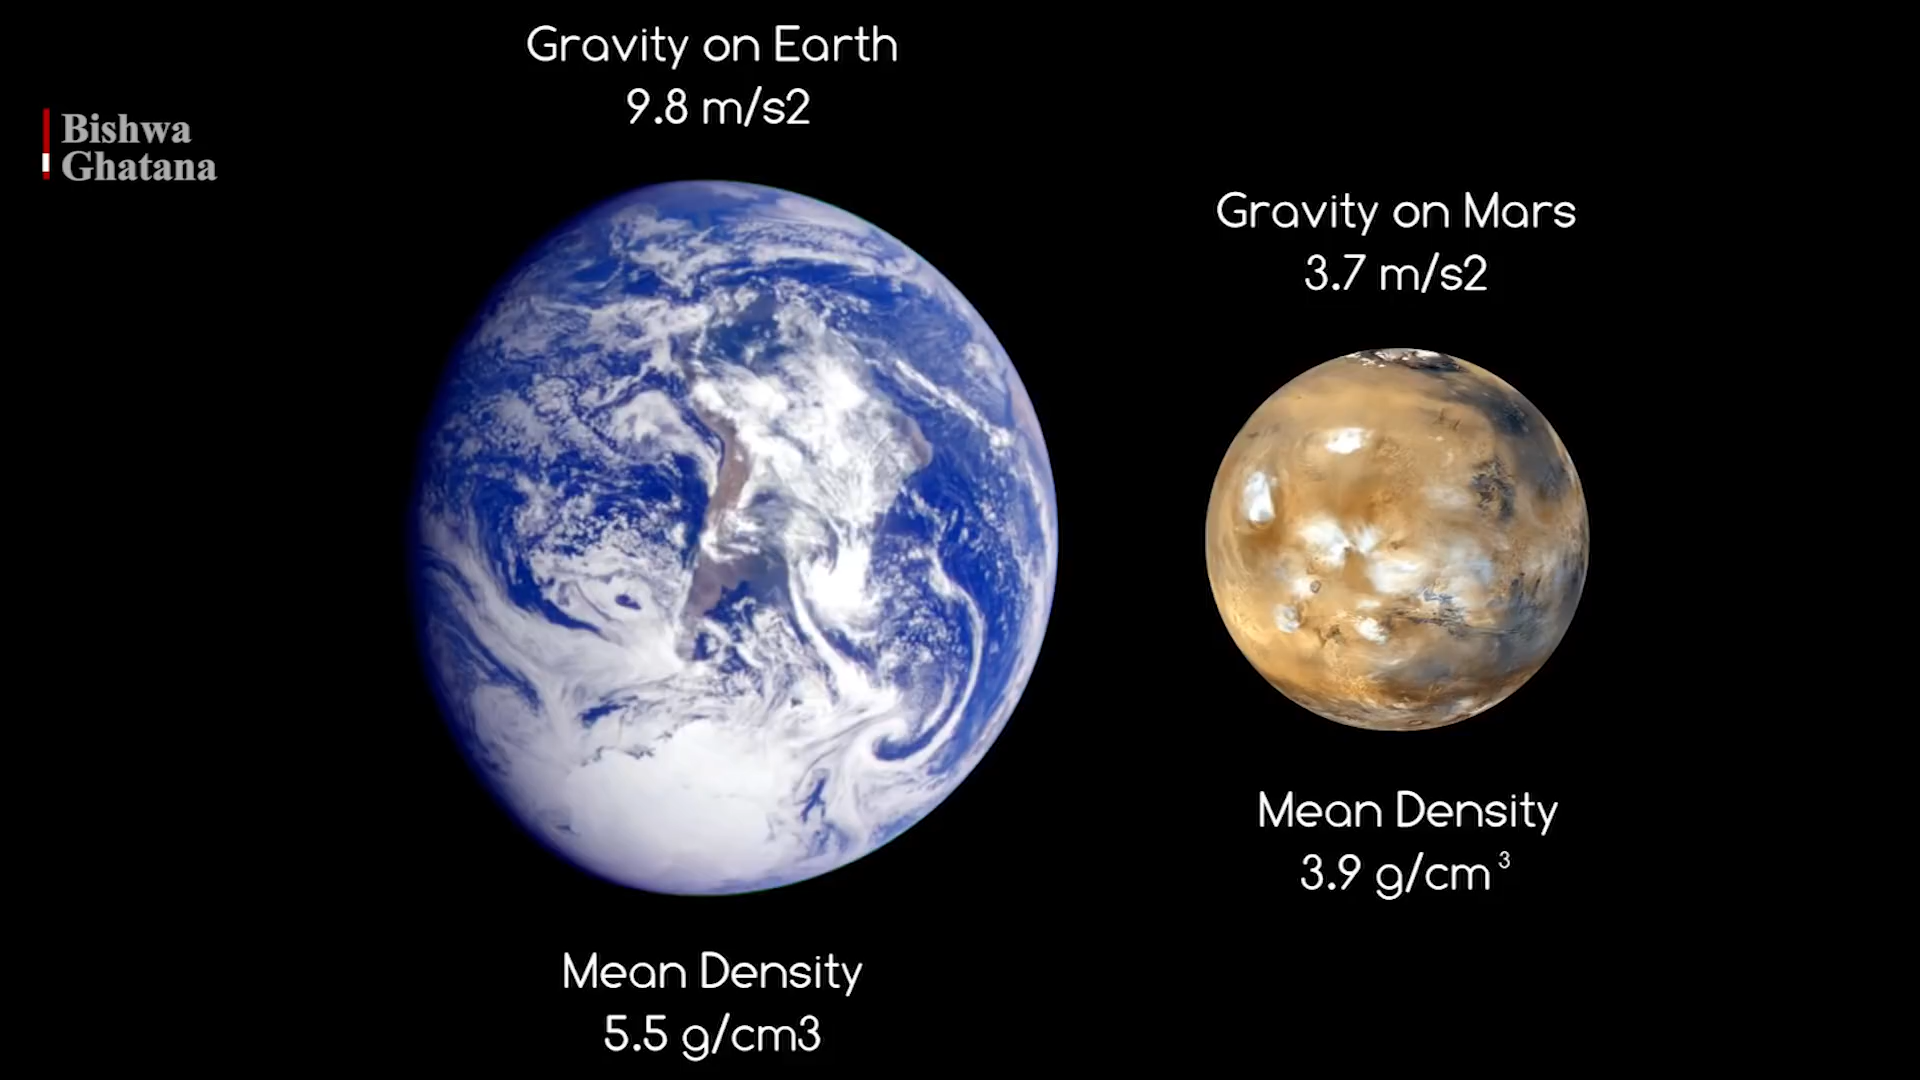 Gravity on Earth
9.8 m/s2
Bishwa
Ghatana
Gravity on Mars
3.7 m/s2
Mean Density
3.9 g/cm³
Mean Density
5.5 g/cm3